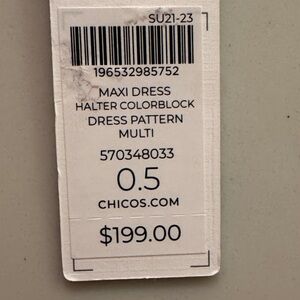 SU21-23
196532985752
MAXI DRESS
HALTER COLORBLOCK
DRESS PATTERN
MULTI
570348033
0.5
CHICOS.COM
$199.00